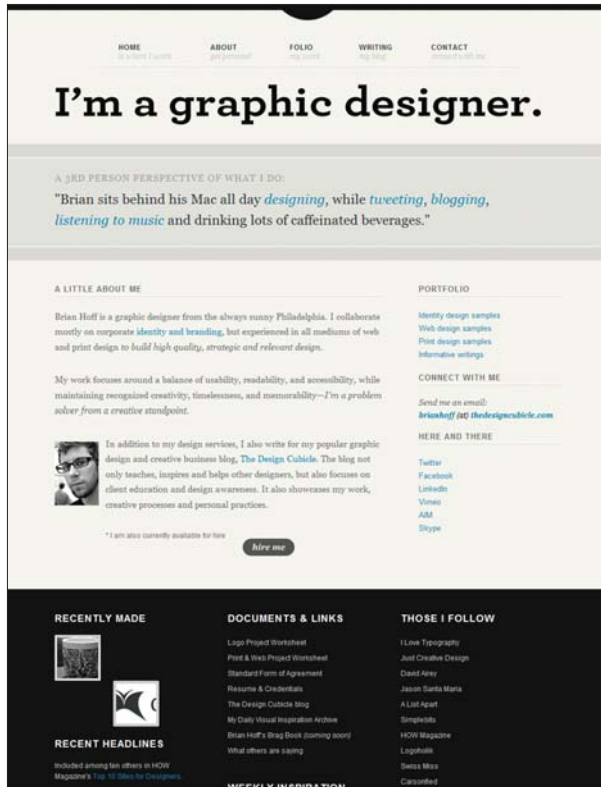 HOME ABOUT FOLIO WRITING CONTACT
get personal my work my blog connect with me
I'm a graphic designer.
A 3RD PERSON PERSPECTIVE OF WHAT I DO:
"Brian sits behind his Mac all day designing, while tweeting, blogging,
listening to music and drinking lots of caffeinated beverages."
A LITTLE ABOUT ME
Brian Hoff is a graphic designer from the always sunny Philadelphia. I collaborate
mostly on corporate identity and branding, but experienced in all mediums of web
and print design to build high quality, strategic and relevant design.
My work focuses around a balance of usability, readability, and accessibility, while
maintaining recognized creativity, timelessness, and memorability—I'm a problem
solver from a creative standpoint.
In addition to my design services, I also write for my popular graphic
design and creative business blog, The Design Cubicle. The blog not
only teaches, inspires and helps other designers, but also focuses on
client education and design awareness. It also showcases my work,
creative processes and personal practices.
* I am also currently available for hire
hire me
PORTFOLIO
Identity design samples
Web design samples
Print design samples
Informative writings
CONNECT WITH ME
Send me an email:
brianhoff (at) thedesigncubicle.com
HERE AND THERE
Twitter
Facebook
LinkedIn
Vimeo
AIM
Skype
RECENTLY MADE
RECENT HEADLINES
Included among ten others in HOW
Magazine's Top 10 Sites for Designers.
DOCUMENTS & LINKS
Logo Project Worksheet
Print & Web Project Worksheet
Standard Form of Agreement
Resume & Credentials
The Design Cubicle blog
My Daily Visual Inspiration Archive
Brian Hoff's Brag Book (coming soon)
What others are saying
WEEKLY INSPIRATION
THOSE I FOLLOW
I Love Typography
Just Creative Design
David Airey
Jason Santa Maria
A List Apart
Simplebits
HOW Magazine
Logoholik
Swiss Miss
Carsonified